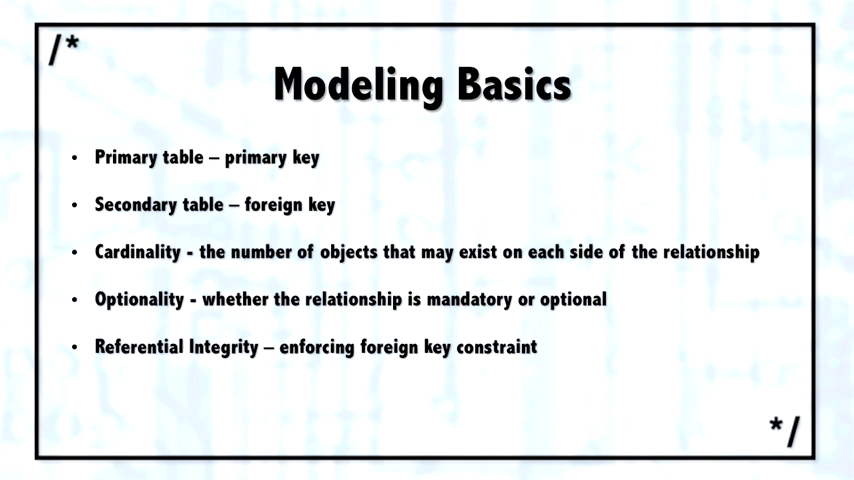 /*
Modeling Basics
• Primary table – primary key
• Secondary table – foreign key
• Cardinality - the number of objects that may exist on each side of the relationship
• Optionality - whether the relationship is mandatory or optional
• Referential Integrity – enforcing foreign key constraint
*/